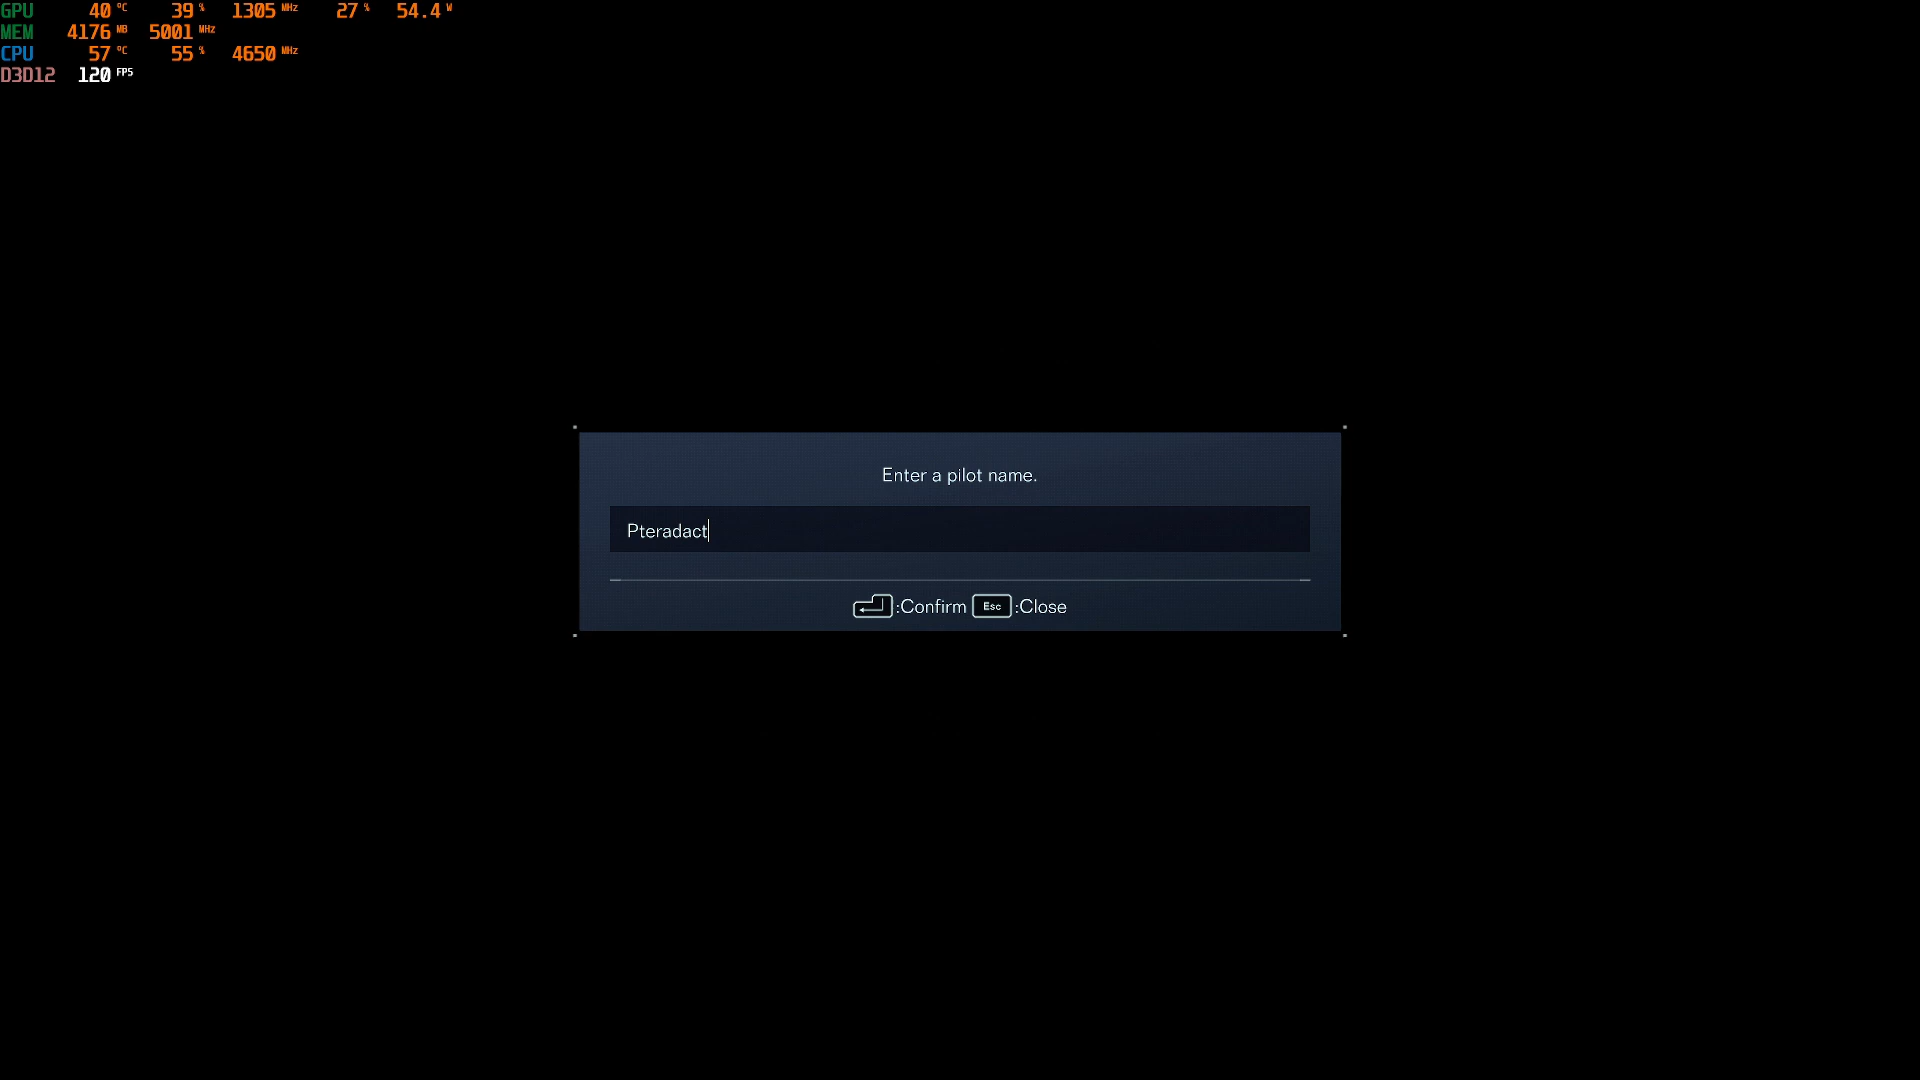 GPU 40 °C 39 % 1305 MHz 27 % 54.4 W
MEM 4176 MB 5001 MHz
CPU 57 °C 55 % 4650 MHz
D3D12 120 FPS
Enter a pilot name.
Pteradact
:Confirm Esc :Close